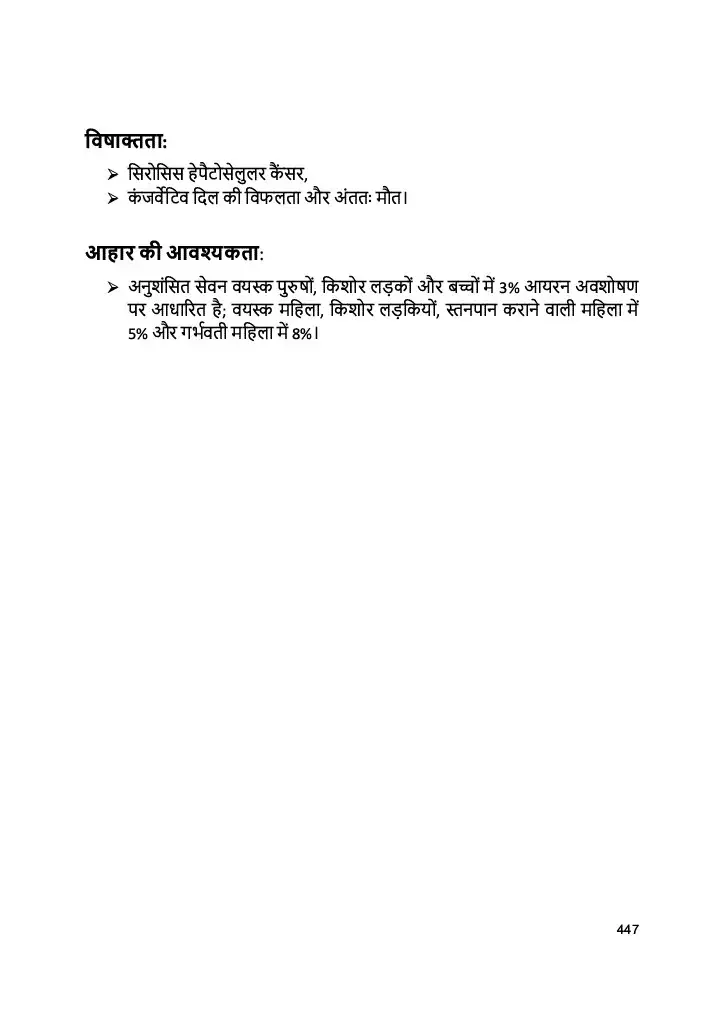 विषाक्तता:
➢ सिरोसिस हेपैटोसेलुलर कैंसर,
➢ कंजर्वेटिव दिल की विफलता और अंततः मौत।
आहार की आवश्यकता:
➢ अनुशंसित सेवन वयस्क पुरुषों, किशोर लड़कों और बच्चों में 3% आयरन अवशोषण
पर आधारित है; वयस्क महिला, किशोर लड़कियों, स्तनपान कराने वाली महिला में
5% और गर्भवती महिला में 8%।
447